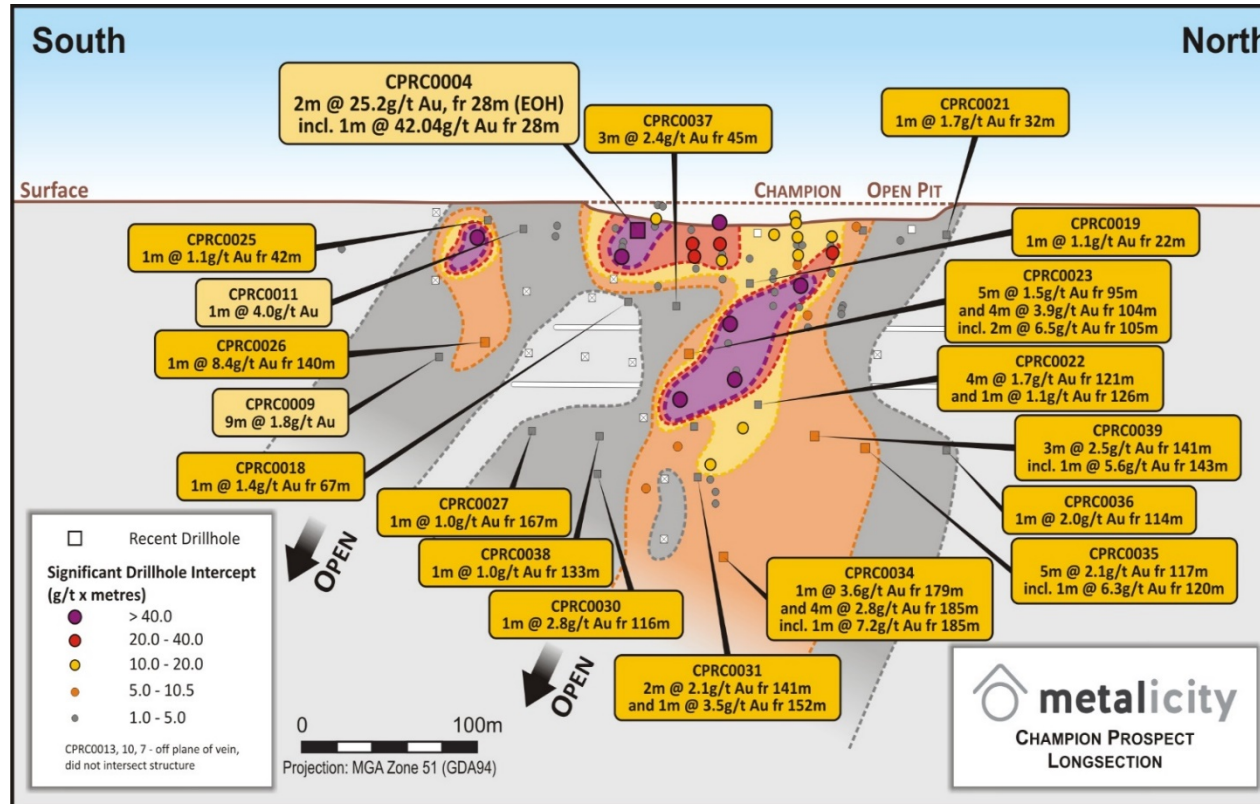 South
North
CPRC0004
2m @ 25.2g/t Au, fr 28m (EOH)
incl. 1m @ 42.04g/t Au fr 28m
CPRC0037
3m @ 2.4g/t Au fr 45m
CPRC0021
1m @ 1.7g/t Au fr 32m
Surface
CHAMPION OPEN PIT
CPRC0025
1m @ 1.1g/t Au fr 42m
CPRC0019
1m @ 1.1g/t Au fr 22m
CPRC0011
1m @ 4.0g/t Au
CPRC0023
5m @ 1.5g/t Au fr 95m
and 4m @ 3.9g/t Au fr 104m
incl. 2m @ 6.5g/t Au fr 105m
CPRC0026
1m @ 8.4g/t Au fr 140m
CPRC0022
4m @ 1.7g/t Au fr 121m
and 1m @ 1.1g/t Au fr 126m
CPRC0009
9m @ 1.8g/t Au
CPRC0039
3m @ 2.5g/t Au fr 141m
incl. 1m @ 5.6g/t Au fr 143m
CPRC0018
1m @ 1.4g/t Au fr 67m
CPRC0027
1m @ 1.0g/t Au fr 167m
CPRC0036
1m @ 2.0g/t Au fr 114m
CPRC0038
1m @ 1.0g/t Au fr 133m
CPRC0035
5m @ 2.1g/t Au fr 117m
incl. 1m @ 6.3g/t Au fr 120m
CPRC0034
1m @ 3.6g/t Au fr 179m
and 4m @ 2.8g/t Au fr 185m
incl. 1m @ 7.2g/t Au fr 185m
CPRC0030
1m @ 2.8g/t Au fr 116m
CPRC0031
2m @ 2.1g/t Au fr 141m
and 1m @ 3.5g/t Au fr 152m
OPEN
OPEN
Recent Drillhole
Significant Drillhole Intercept
(g/t x metres)
> 40.0
20.0 - 40.0
10.0 - 20.0
5.0 - 10.5
1.0 - 5.0
CPRC0013, 10, 7 - off plane of vein,
did not intersect structure
0 100m
Projection: MGA Zone 51 (GDA94)
metalicity
CHAMPION PROSPECT
LONGSECTION